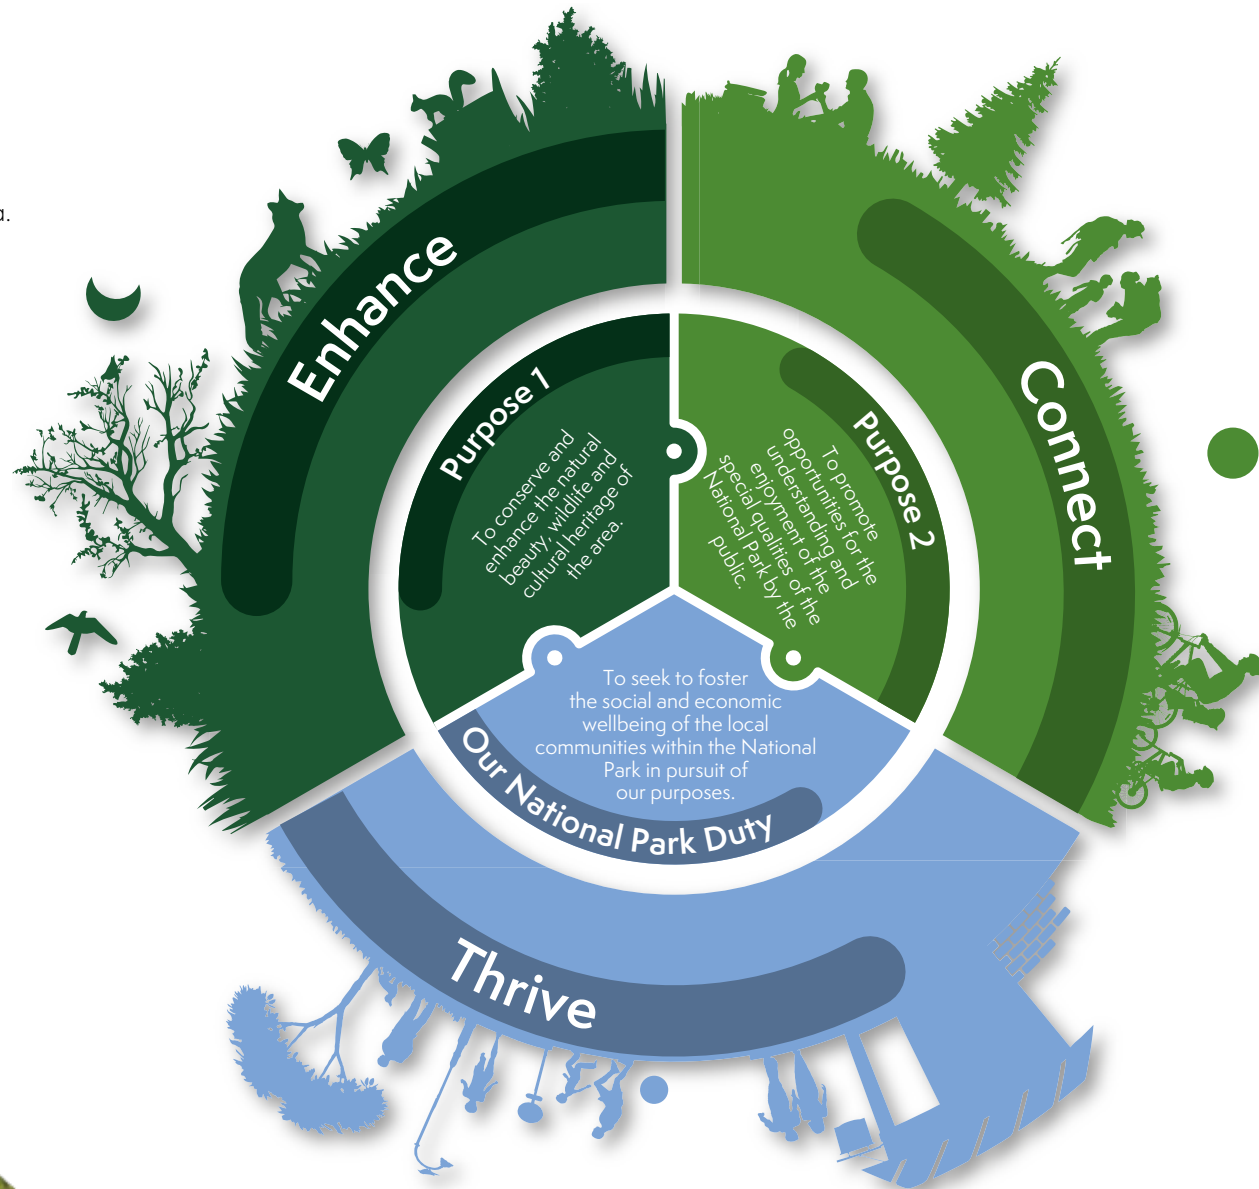 a.
Enhance
Purpose 1
To conserve and
enhance the natural
beauty, wildlife and
cultural heritage of
the area.
Connect
Purpose 2
To promote
opportunities for the
understanding and
enjoyment of the
special qualities of the
National Park by the
public.
To seek to foster
the social and economic
wellbeing of the local
communities within the National
Park in pursuit of
our purposes.
Our National Park Duty
Thrive